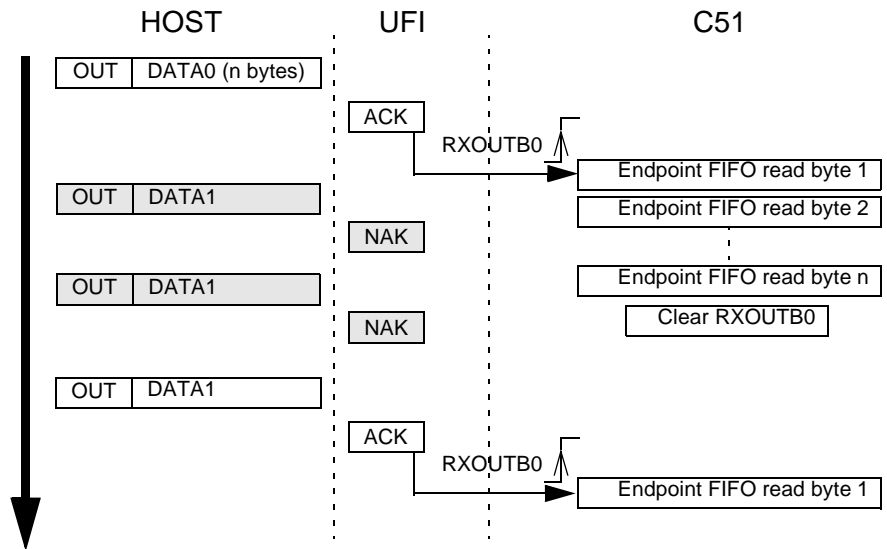 HOST UFI C51
OUT DATA0 (n bytes)
ACK
RXOUTB0
Endpoint FIFO read byte 1
OUT DATA1
Endpoint FIFO read byte 2
NAK
OUT DATA1
Endpoint FIFO read byte n
NAK
Clear RXOUTB0
OUT DATA1
ACK
RXOUTB0
Endpoint FIFO read byte 1